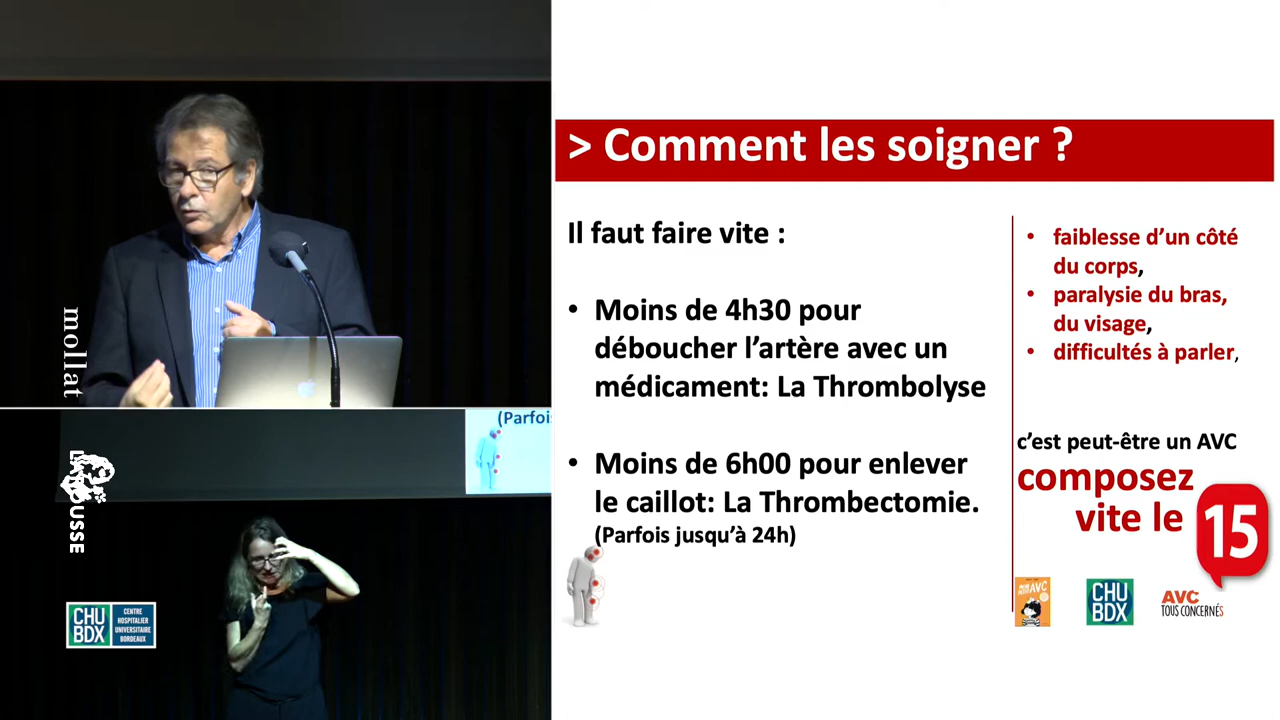 mollat
(Parfois
LAROUSSE
CHU
BDX
CENTRE
HOSPITALIER
UNIVERSITAIRE
BORDEAUX
> Comment les soigner ?
Il faut faire vite :
• Moins de 4h30 pour
déboucher l’artère avec un
médicament: La Thrombolyse
• Moins de 6h00 pour enlever
le caillot: La Thrombectomie.
(Parfois jusqu’à 24h)
• faiblesse d’un côté
du corps,
• paralysie du bras,
du visage,
• difficultés à parler,
c’est peut-être un AVC
composez
vite le
15
AVC
CHU
BDX
AVC
TOUS CONCERNÉS